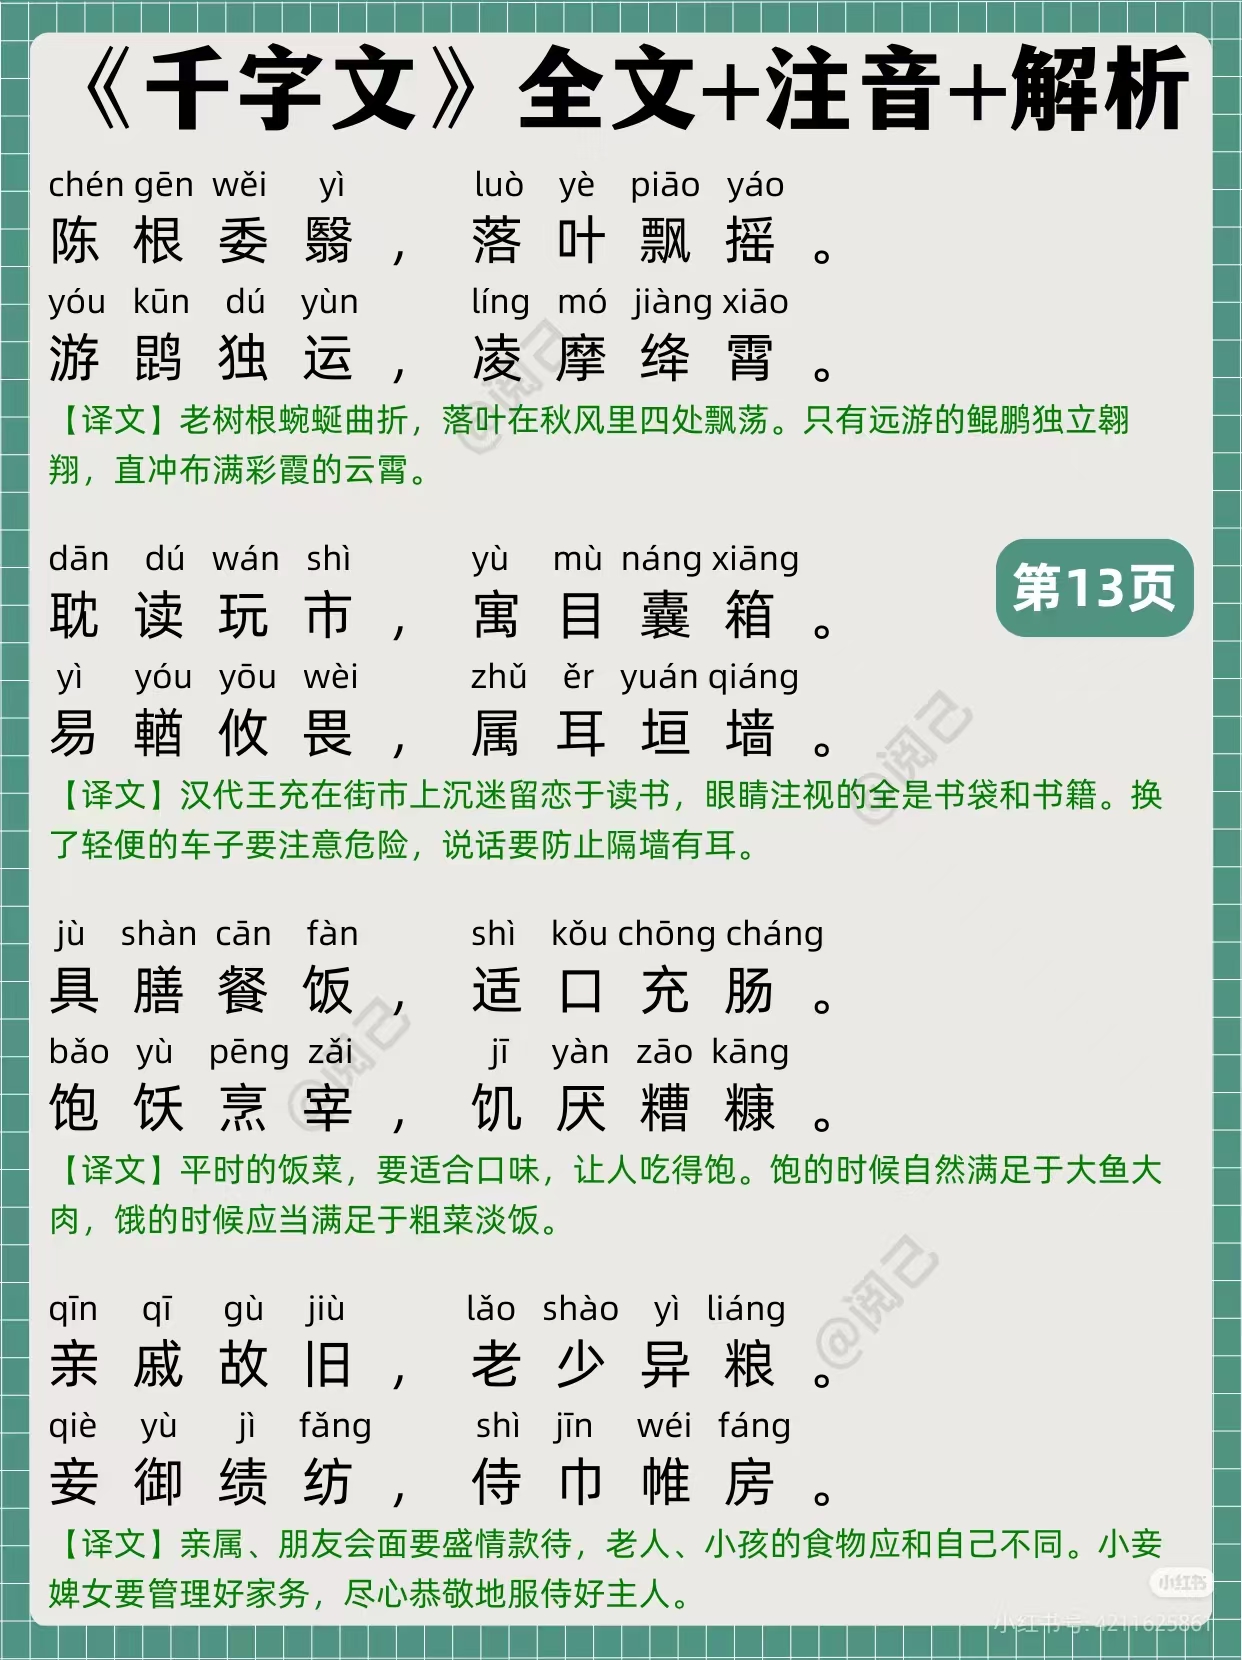 《千字文》全文+注音+解析
chén gēn wěi yì luò yè piāo yáo
陈根委翳，落叶飘摇。
yóu kūn dú yùn líng mó jiàng xiāo
游鹍独运，凌摩绛霄。
【译文】老树根蜿蜒曲折，落叶在秋风里四处飘荡。只有远游的鲲鹏独立翱
翔，直冲布满彩霞的云霄。
dān dú wán shì yù mù náng xiāng
耽读玩市，寓目囊箱。
第13页
yì yóu yōu wèi zhǔ ěr yuán qiáng
易輶攸畏，属耳垣墙。
【译文】汉代王充在街市上沉迷留恋于读书，眼睛注视的全是书袋和书籍。换
了轻便的车子要注意危险，说话要防止隔墙有耳。
jù shàn cān fàn shì kǒu chōng cháng
具膳餐饭，适口充肠。
bǎo yù pēng zǎi jī yàn zāo kāng
饱饫烹宰，饥厌糟糠。
【译文】平时的饭菜，要适合口味，让人吃得饱。饱的时候自然满足于大鱼大
肉，饿的时候应当满足于粗菜淡饭。
qīn qī gù jiù lǎo shào yì liáng
亲戚故旧，老少异粮。
qiè yù jì fǎng shì jīn wéi fáng
妾御绩纺，侍巾帷房。
【译文】亲属、朋友会面要盛情款待，老人、小孩的食物应和自己不同。小妾
婢女要管理好家务，尽心恭敬地服侍好主人。
@阅己
@阅己
@阅己
@阅己
小红书
小红书号: 4211625861